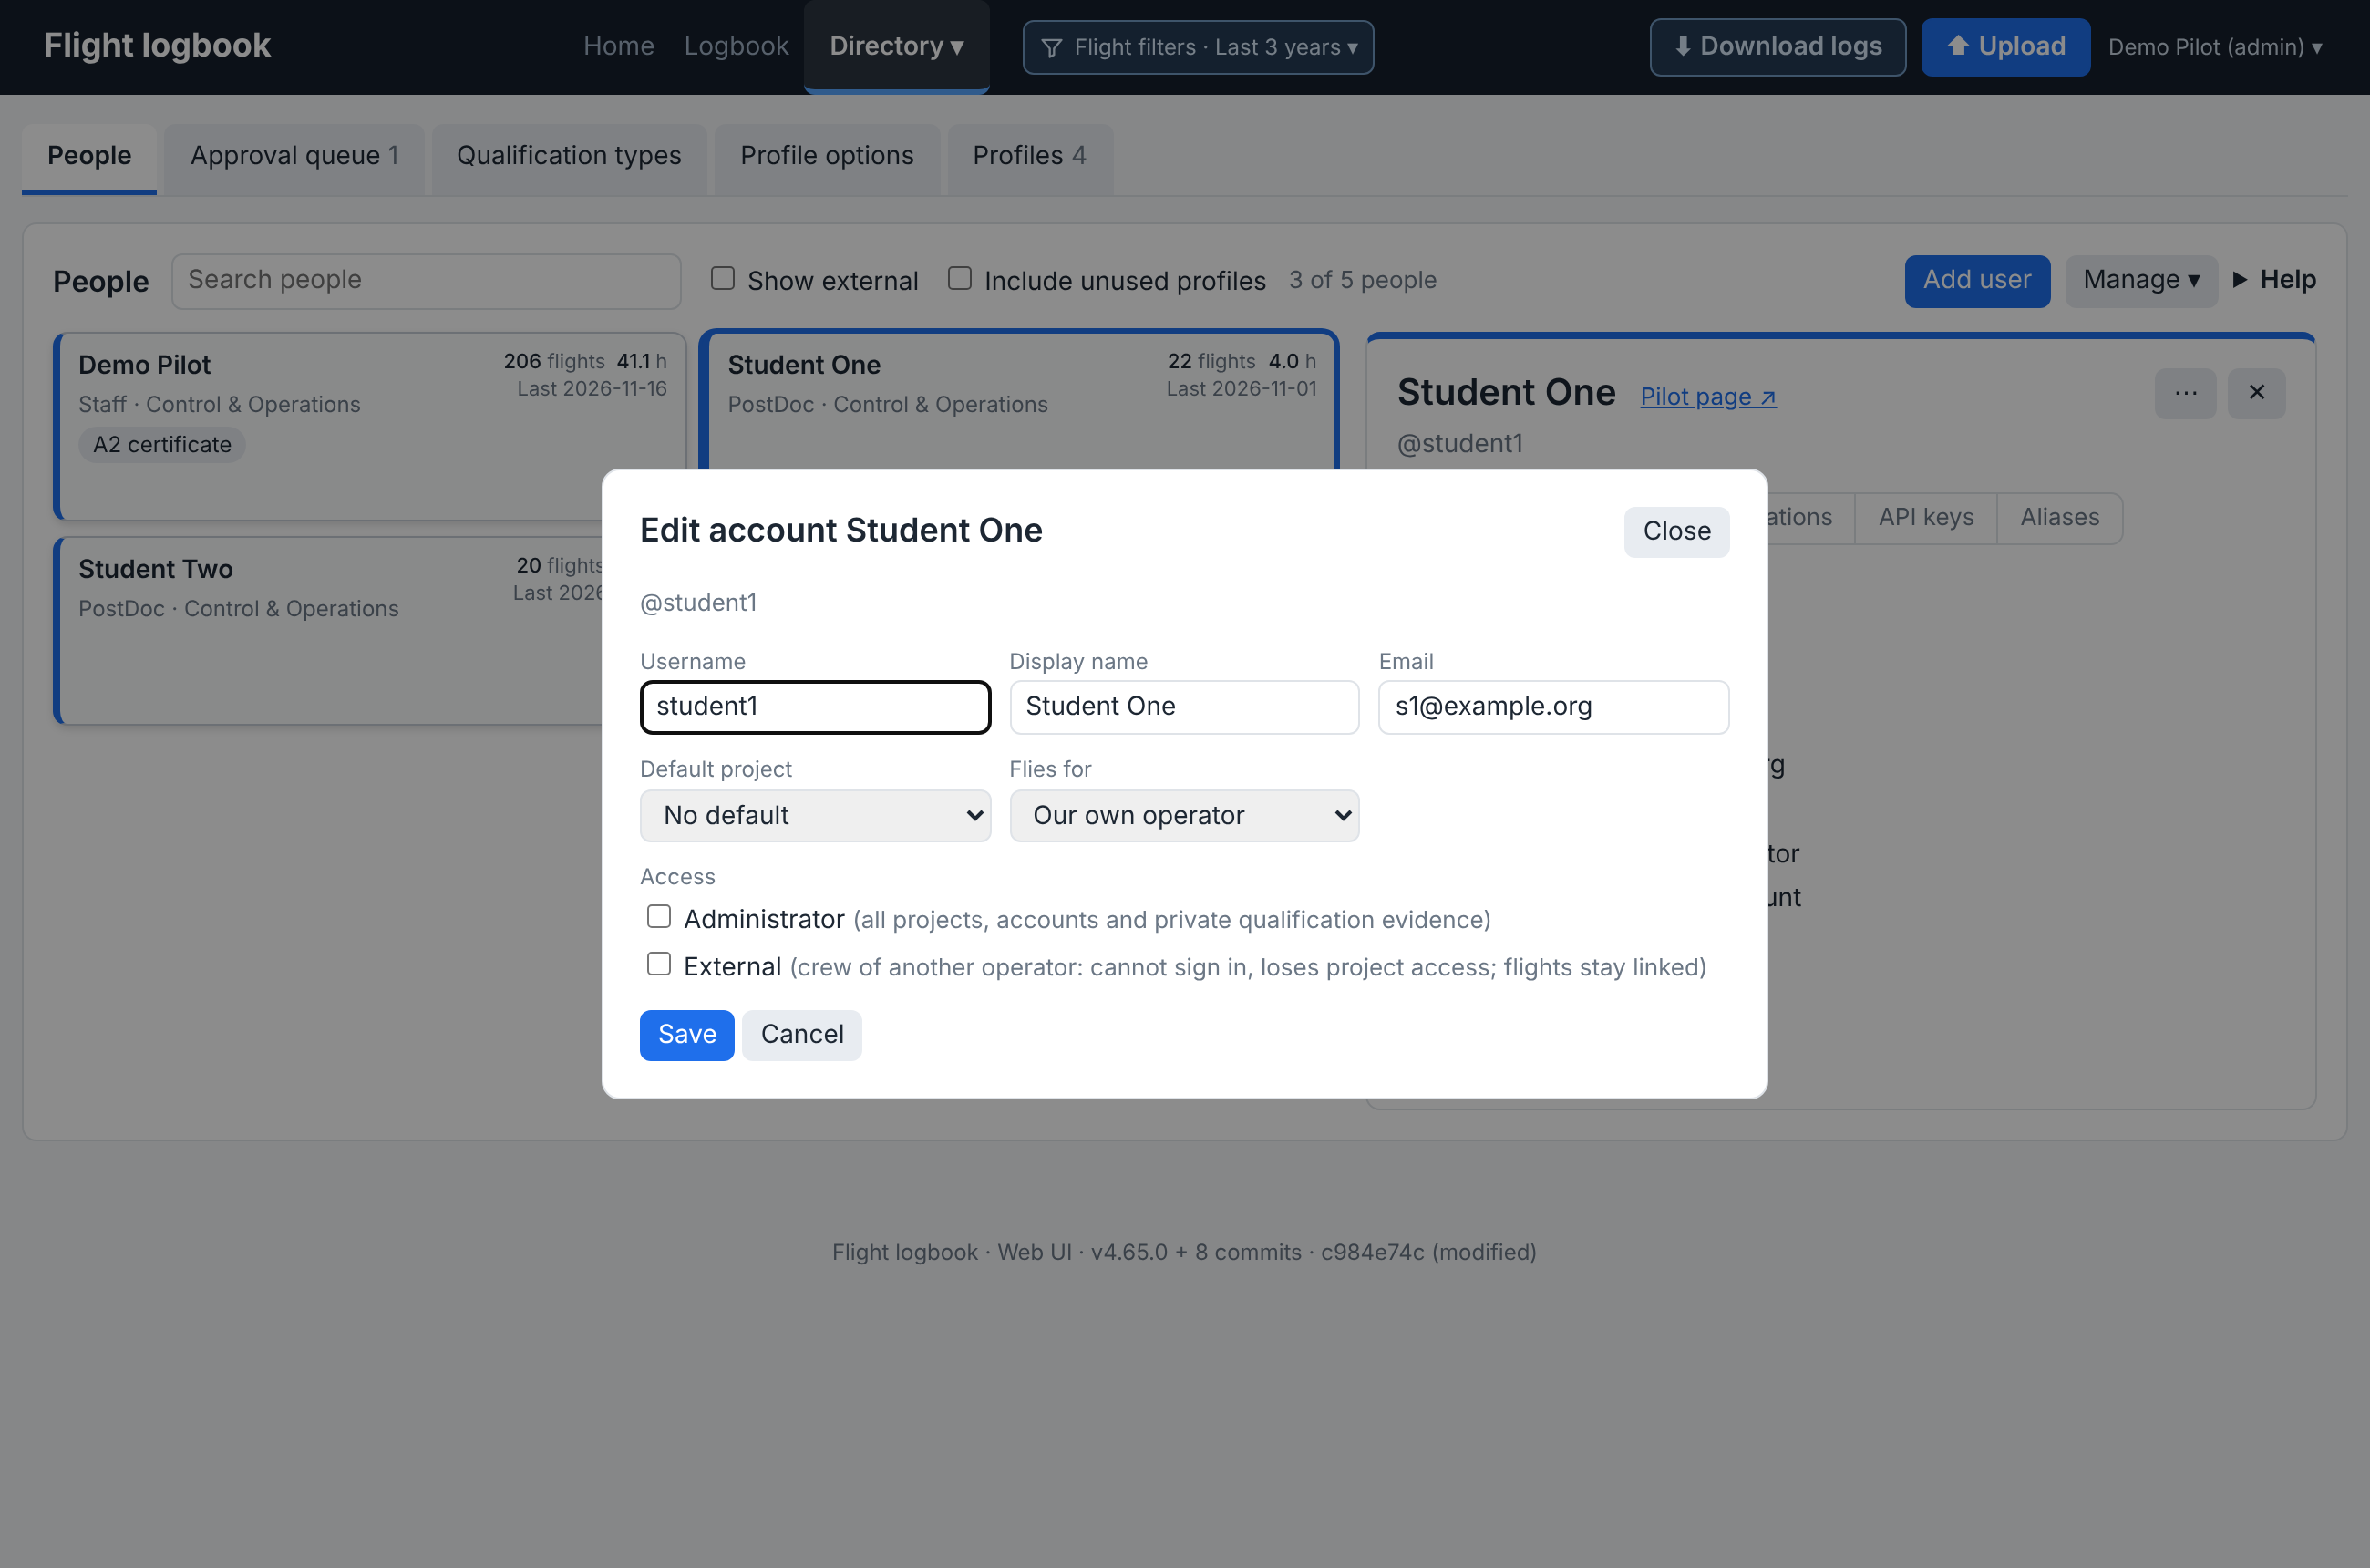 Flight logbook
Home Logbook Directory ▾ Flight filters · Last 3 years ▾
⬇ Download logs ⬆ Upload Demo Pilot (admin) ▾
People Approval queue 1 Qualification types Profile options Profiles 4
People Search people Show external Include unused profiles 3 of 5 people
Add user Manage ▾ ▶ Help
Demo Pilot 206 flights 41.1 h
Last 2026-11-16
Staff · Control & Operations
A2 certificate
Student One 22 flights 4.0 h
Last 2026-11-01
PostDoc · Control & Operations
Student One Pilot page ↗ ⋯ ✕
@student1
API keys Aliases
Student Two 20 flights
Last
PostDoc · Control & Operations
Edit account Student One Close
@student1
Username Display name Email
student1 Student One s1@example.org
Default project Flies for
No default Our own operator
Access
Administrator (all projects, accounts and private qualification evidence)
External (crew of another operator: cannot sign in, loses project access; flights stay linked)
Save Cancel
Flight logbook · Web UI · v4.65.0 + 8 commits · c984e74c (modified)